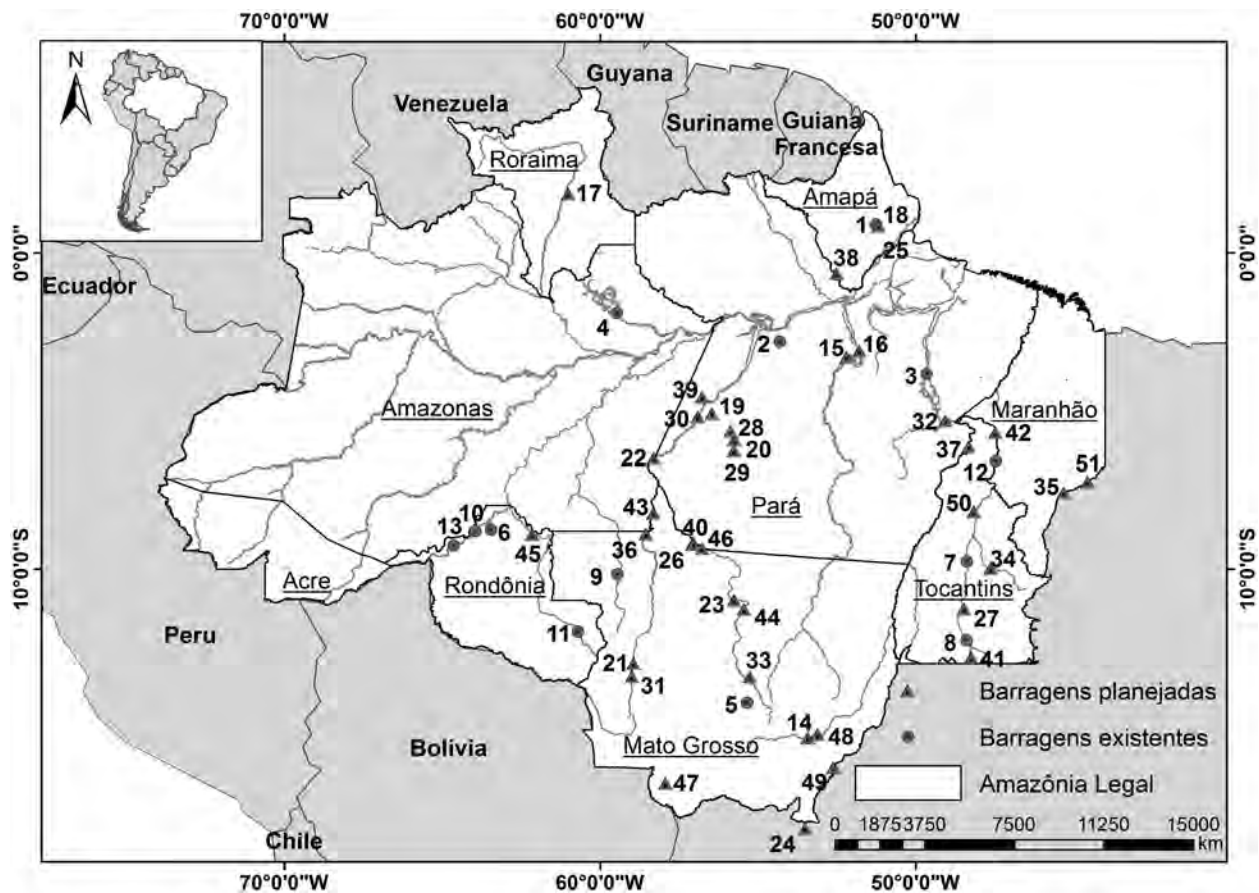 70°0'0"W 60°0'0"W 50°0'0"W
N
Guyana
Venezuela
Suriname
Guiana
Francesa
Roraima
Amapá
17
18
1
25
38
0°0'0"
0°0'0"
Ecuador
4
2
15
16
3
39
19
30
28
20
29
32
Maranhão
42
37
12
51
35
Amazonas
22
Pará
43
50
10
13
6
45
40
46
36
26
7
34
10°0'0"S
10°0'0"S
Acre
Rondônia
9
Tocantins
23
44
27
Peru
11
8
41
21
31
33
5
Barragens planejadas
14
48
Bolívia
Mato Grosso
Barragens existentes
47
49
Amazônia Legal
24
0 1875 3750 7500 11250 15000
km
Chile
70°0'0"W 60°0'0"W 50°0'0"W